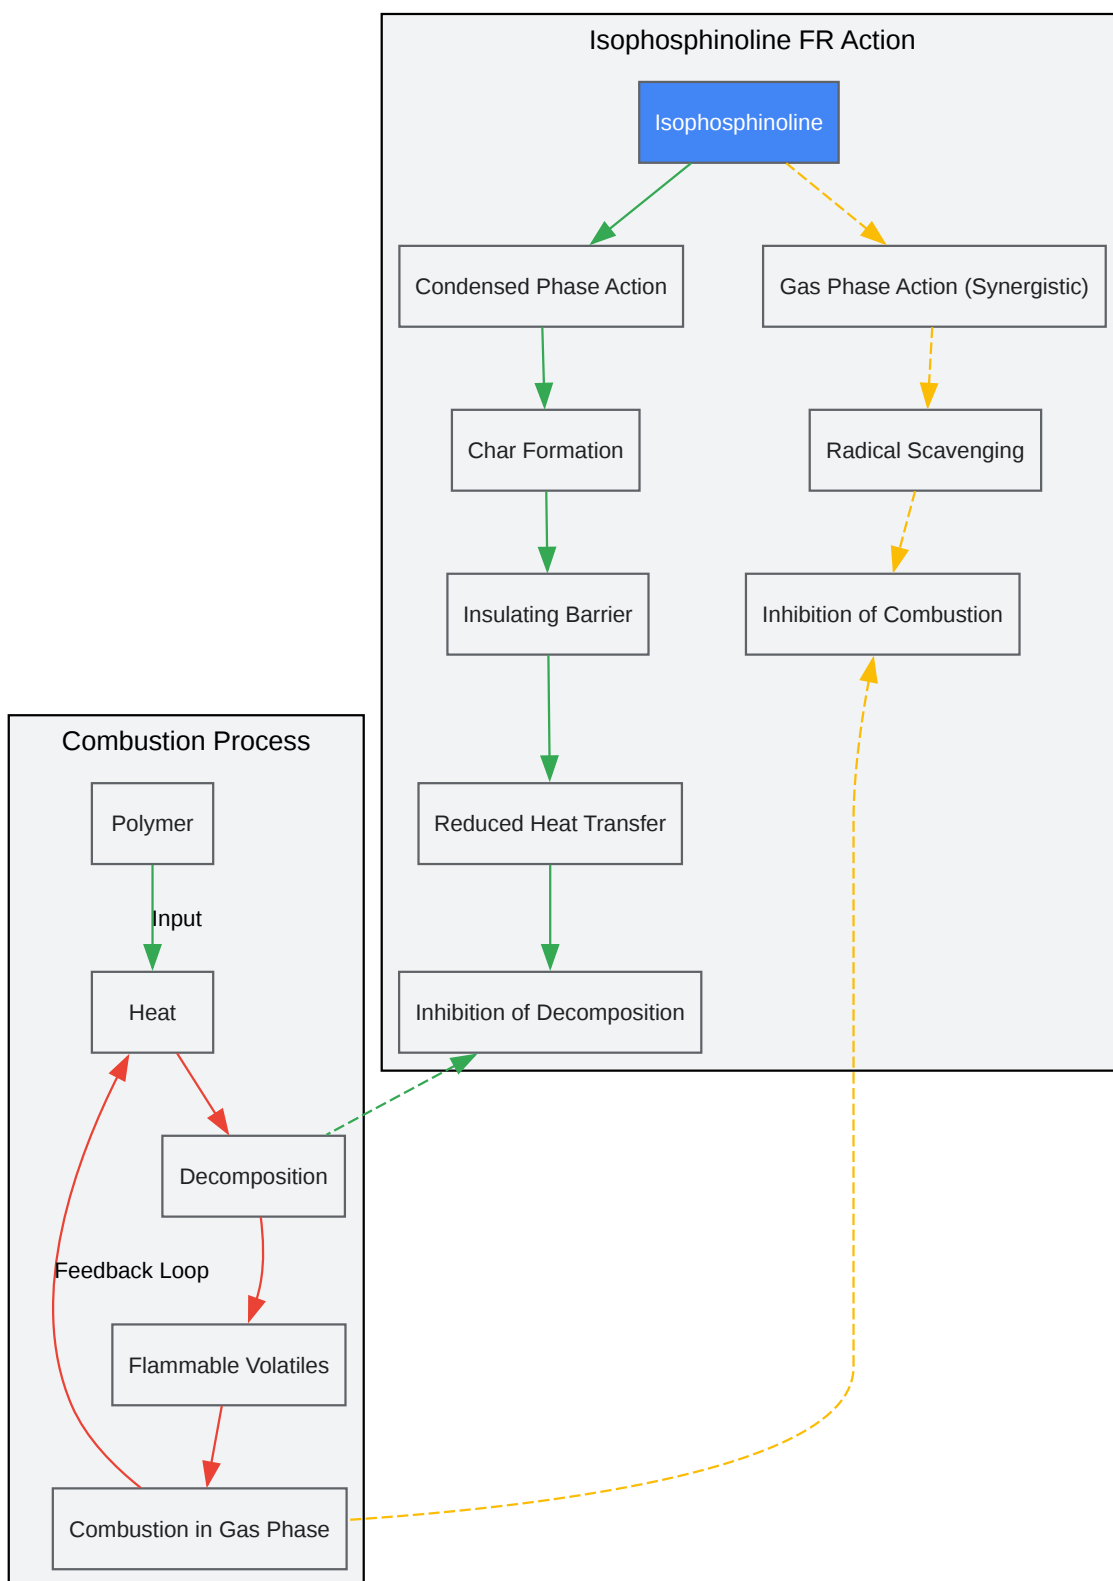 Isophosphinoline FR Action
Isophosphinoline
Condensed Phase Action
Gas Phase Action (Synergistic)
Char Formation
Radical Scavenging
Insulating Barrier
Inhibition of Combustion
Reduced Heat Transfer
Inhibition of Decomposition
Combustion Process
Polymer
Input
Heat
Decomposition
Feedback Loop
Flammable Volatiles
Combustion in Gas Phase